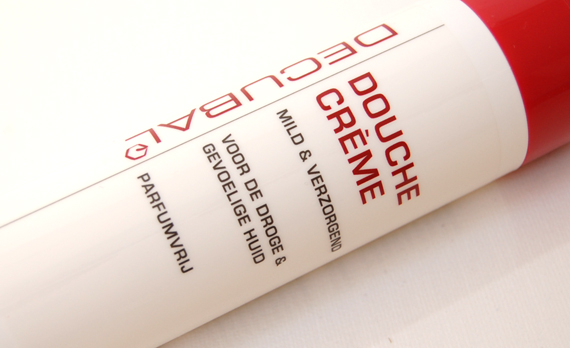 DECUBAL
DOUCHE
CRÈME
MILD & VERZORGEND
VOOR DE DROGE &
GEVOELIGE HUID
PARFUMVRIJ